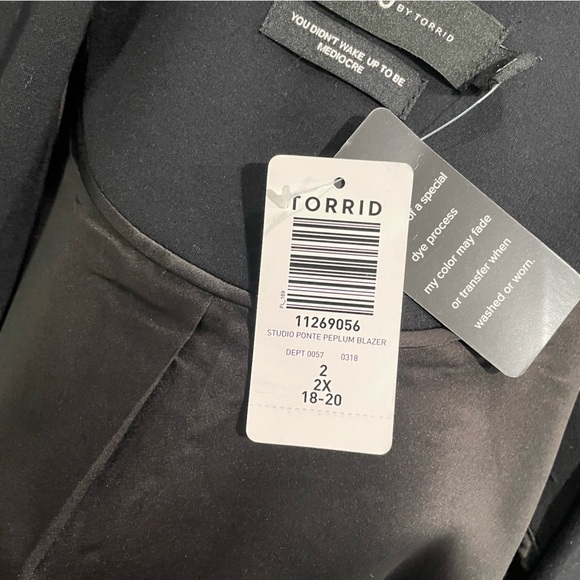 BY TORRID
YOU DIDN'T WAKE UP TO BE
MEDIOCRE
TORRID
FL_169
11269056
STUDIO PONTE PEPLUM BLAZER
DEPT 0057 0318
2
2X
18-20
of a special
dye process
my color may fade
or transfer when
washed or worn.